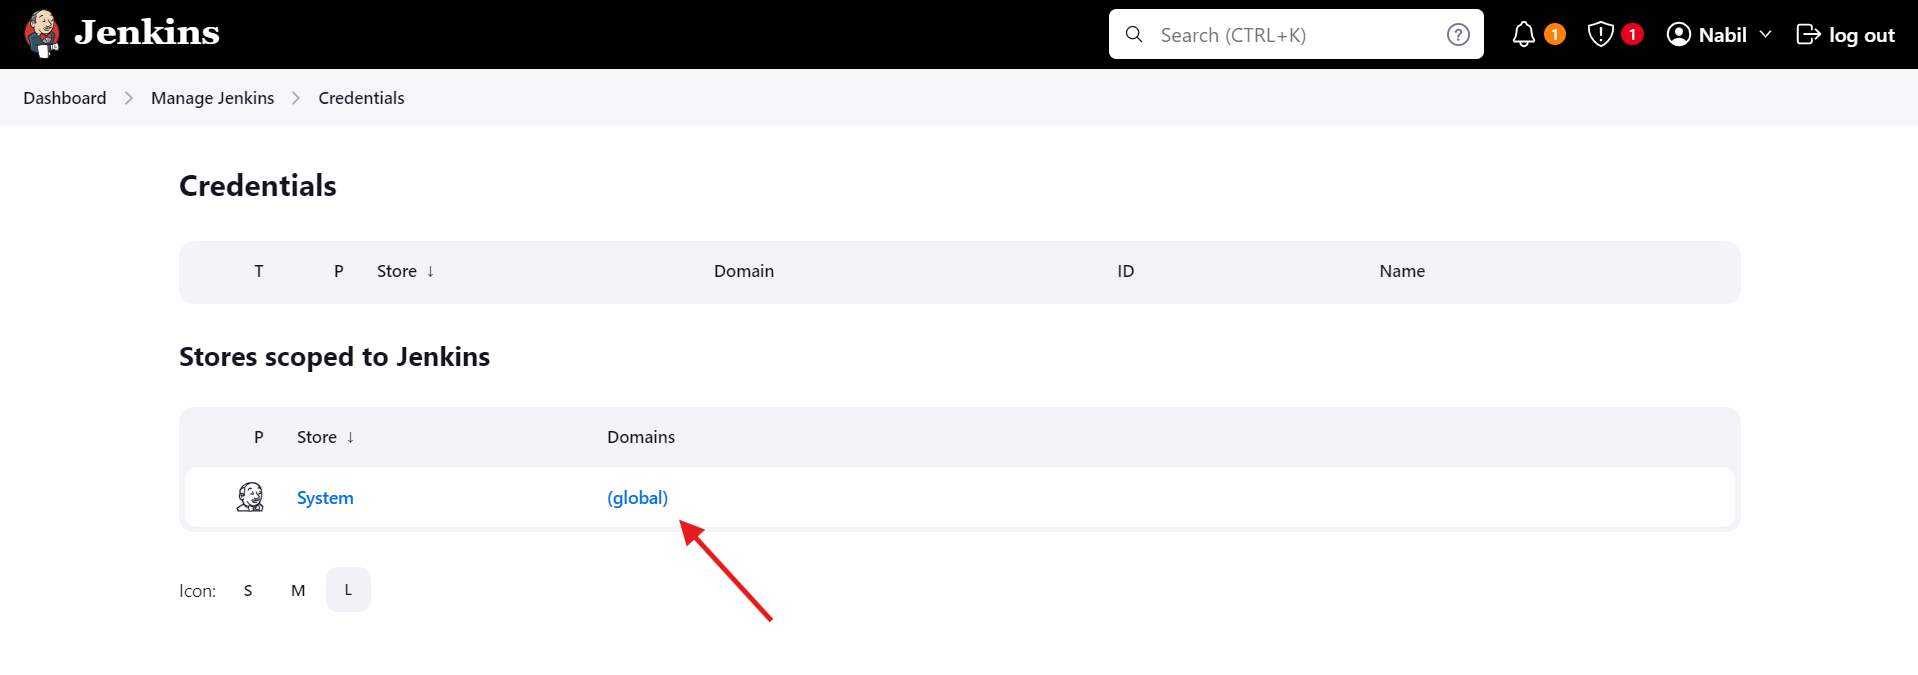 Jenkins
Search (CTRL+K)
?
1
1
Nabil
log out
Dashboard
Manage Jenkins
Credentials
Credentials
T P Store ↓ Domain ID Name
Stores scoped to Jenkins
P Store ↓ Domains
System (global)
Icon: S M L